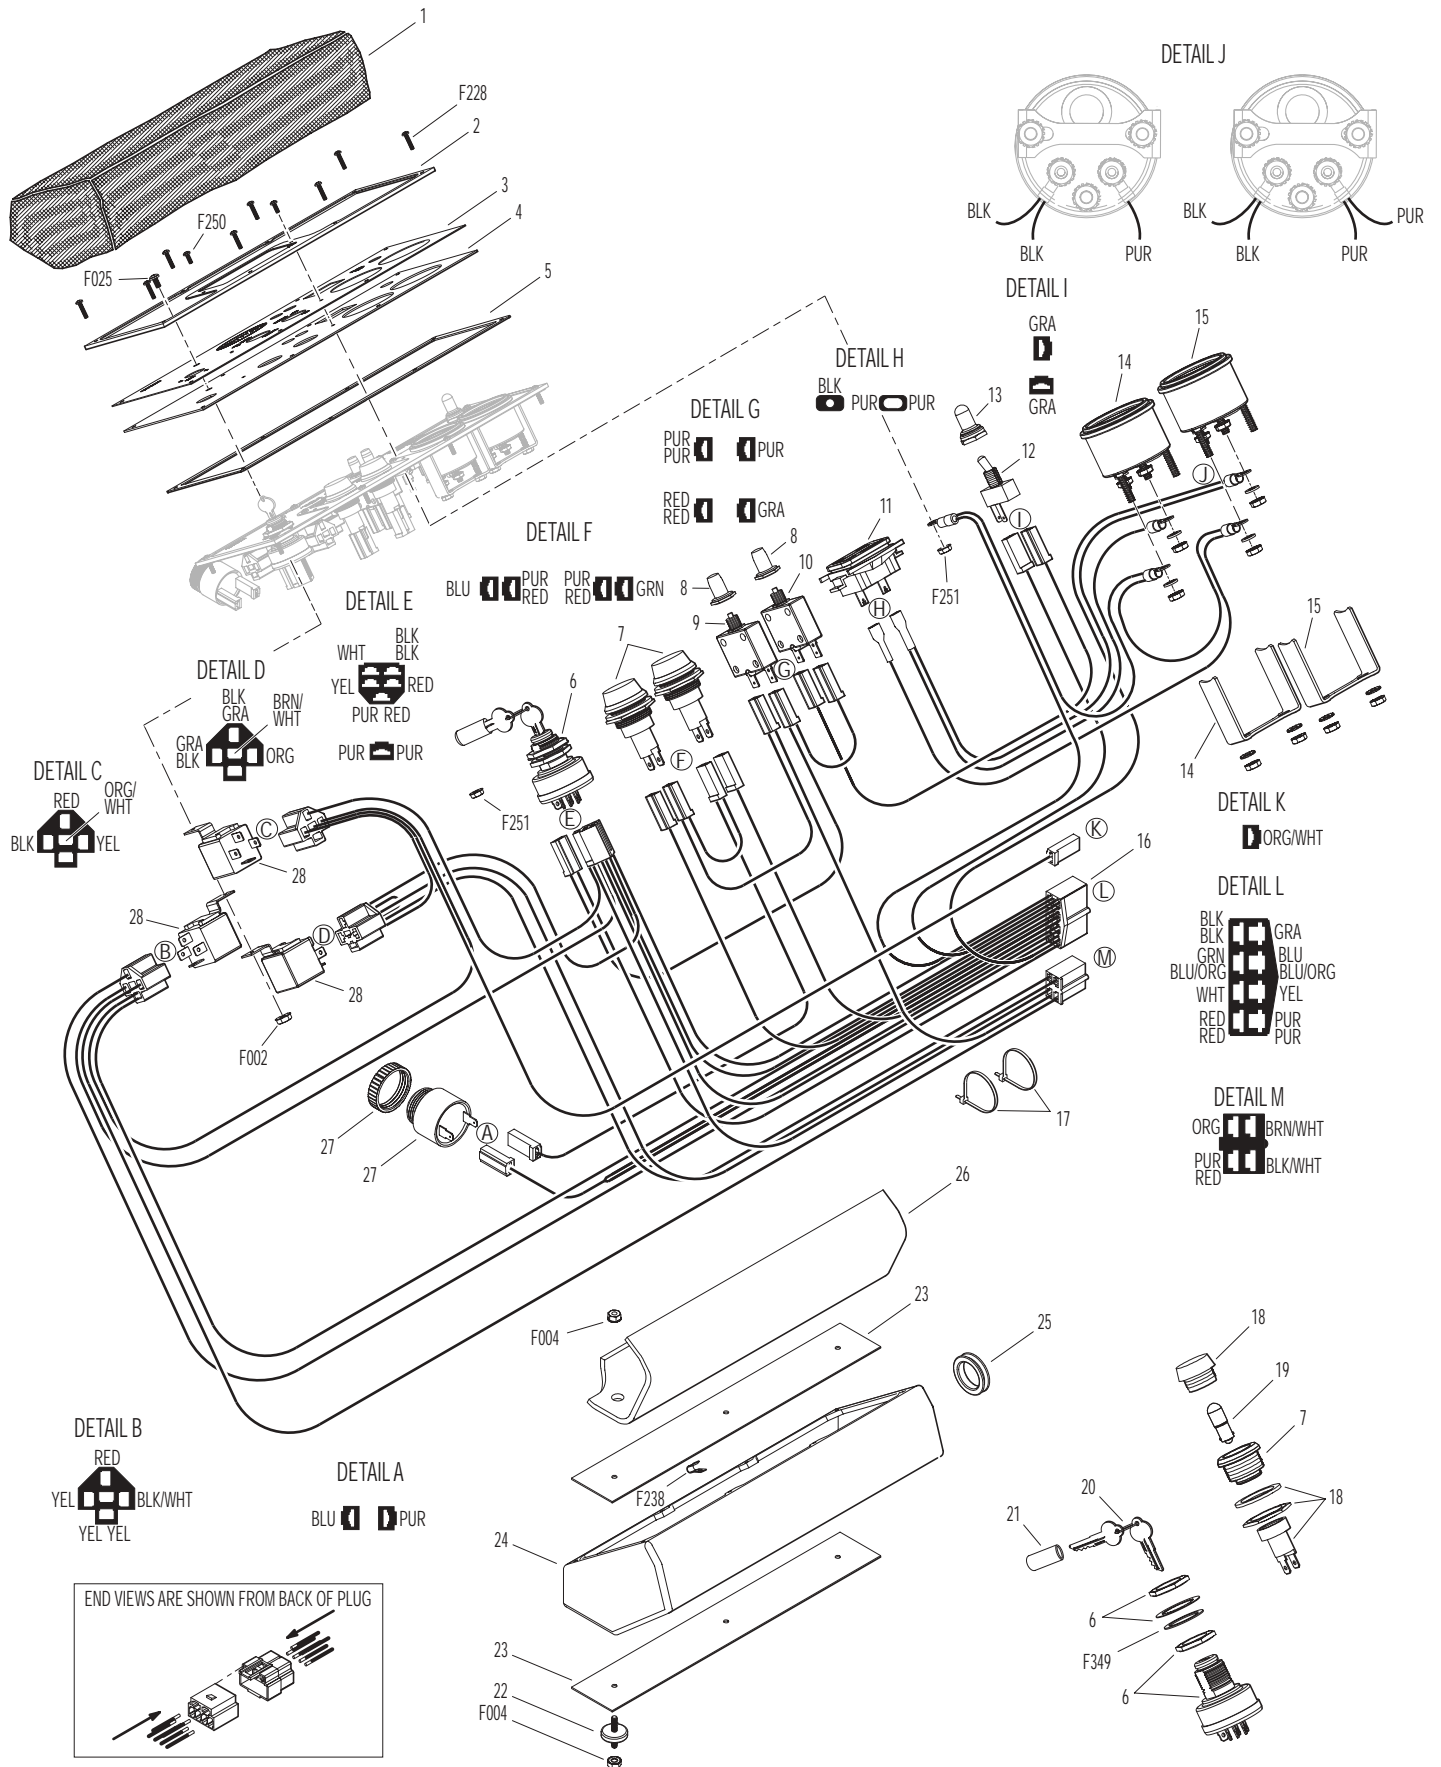 1
DETAIL J
F228
2
3
4
F250
F025
5
BLK
BLK
PUR
BLK
BLK
PUR
PUR
DETAIL I
GRA
GRA
15
14
DETAIL H
BLK
PUR
PUR
13
12
DETAIL G
PUR
PUR
PUR
RED
RED
GRA
11
J
I
DETAIL F
BLU
PUR
RED
PUR
RED
GRN
8
8
10
9
H
F251
G
DETAIL E
WHT
BLK
BLK
YEL
RED
PUR RED
PUR
PUR
7
6
F
15
14
DETAIL D
BLK
GRA
BRN/
WHT
GRA
BLK
ORG
DETAIL C
RED
ORG/
WHT
BLK
YEL
F251
E
C
28
28
B
D
28
F002
DETAIL K
ORG/WHT
K
16
L
M
DETAIL L
BLK
BLK
GRA
GRN
BLU/ORG
BLU
BLU/ORG
WHT
YEL
RED
RED
PUR
PUR
DETAIL M
ORG
BRN/WHT
PUR
RED
BLK/WHT
17
27
27
A
26
F004
23
25
18
19
7
18
F238
24
20
21
6
F349
6
23
22
F004
DETAIL B
RED
YEL
BLK/WHT
YEL YEL
DETAIL A
BLU
PUR
END VIEWS ARE SHOWN FROM BACK OF PLUG